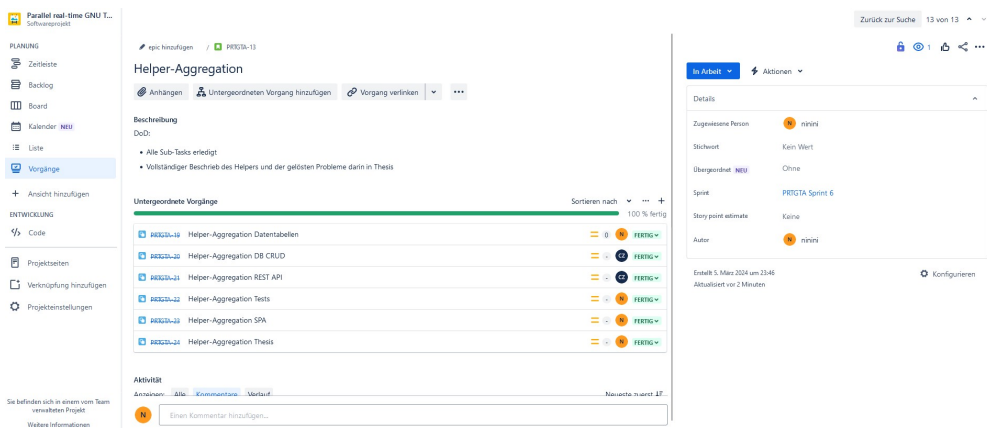 Parallel real-time GNU T...
Softwareprojekt
Zurück zur Suche 13 von 13
PLANUNG
Zeitleiste
Backlog
Board
Kalender NEU
Liste
Vorgänge
Ansicht hinzufügen
ENTWICKLUNG
Code
Projektseiten
Verknüpfung hinzufügen
Projekteinstellungen
Sie befinden sich in einem vom Team
verwalteten Projekt
Weitere Informationen
epic hinzufügen / PRTGTA-13
Helper-Aggregation
Anhängen Untergeordneten Vorgang hinzufügen Vorgang verlinken
Beschreibung
DoD:
• Alle Sub-Tasks erledigt
• Vollständiger Beschrieb des Helpers und der gelösten Probleme darin in Thesis
Untergeordnete Vorgänge Sortieren nach
100 % fertig
PRTGTA-19 Helper-Aggregation Datentabellen 0 N FERTIG
PRTGTA-20 Helper-Aggregation DB CRUD - CZ FERTIG
PRTGTA-21 Helper-Aggregation REST API - CZ FERTIG
PRTGTA-22 Helper-Aggregation Tests - N FERTIG
PRTGTA-23 Helper-Aggregation SPA - N FERTIG
PRTGTA-24 Helper-Aggregation Thesis - N FERTIG
Aktivität
Anzeigen: Alle Kommentare Verlauf Neueste zuerst
N Einen Kommentar hinzufügen...
1
In Arbeit Aktionen
Details
Zugewiesene Person N ninini
Stichwort Kein Wert
Übergeordnet NEU Ohne
Sprint PRTGTA Sprint 6
Story point estimate Keine
Autor N ninini
Erstellt 5. März 2024 um 23:46 Konfigurieren
Aktualisiert vor 2 Minuten